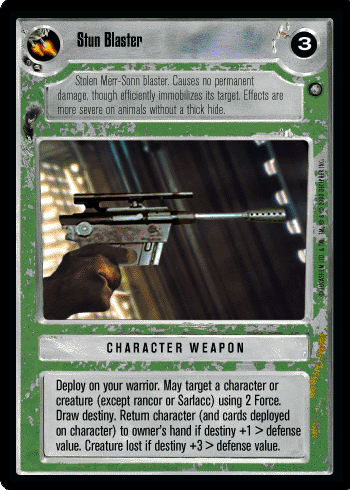 Stun Blaster
3
Stolen Merr-Sonn blaster. Causes no permanent
damage, though efficiently immobilizes its target. Effects are
more severe on animals without a thick hide.
CHARACTER WEAPON
Deploy on your warrior. May target a character or
creature (except rancor or Sarlacc) using 2 Force.
Draw destiny. Return character (and cards deployed
on character) to owner's hand if destiny +1 > defense
value. Creature lost if destiny +3 > defense value.